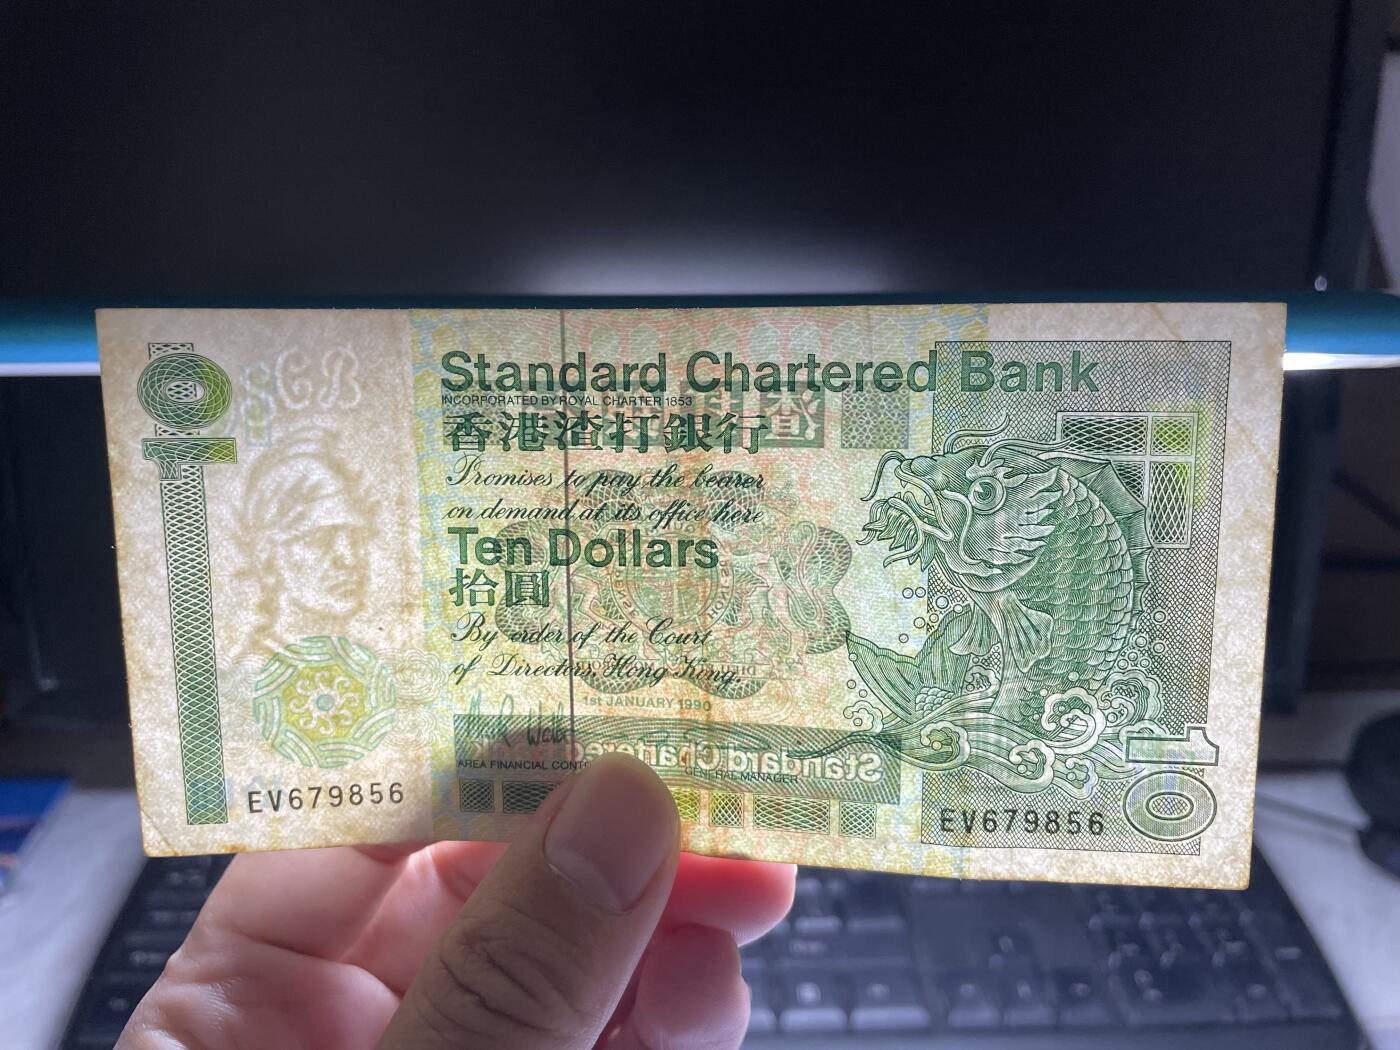 10
SCB
Standard Chartered Bank
INCORPORATED BY ROYAL CHARTER 1853
香港渣打銀行
Promises to pay the bearer
on demand at its office here
Ten Dollars
拾圓
By order of the Court
of Directors, Hong Kong,
1st JANUARY 1990
AREA FINANCIAL
GENERAL MANAGER
Standard Chartered
EV679856
EV679856
10